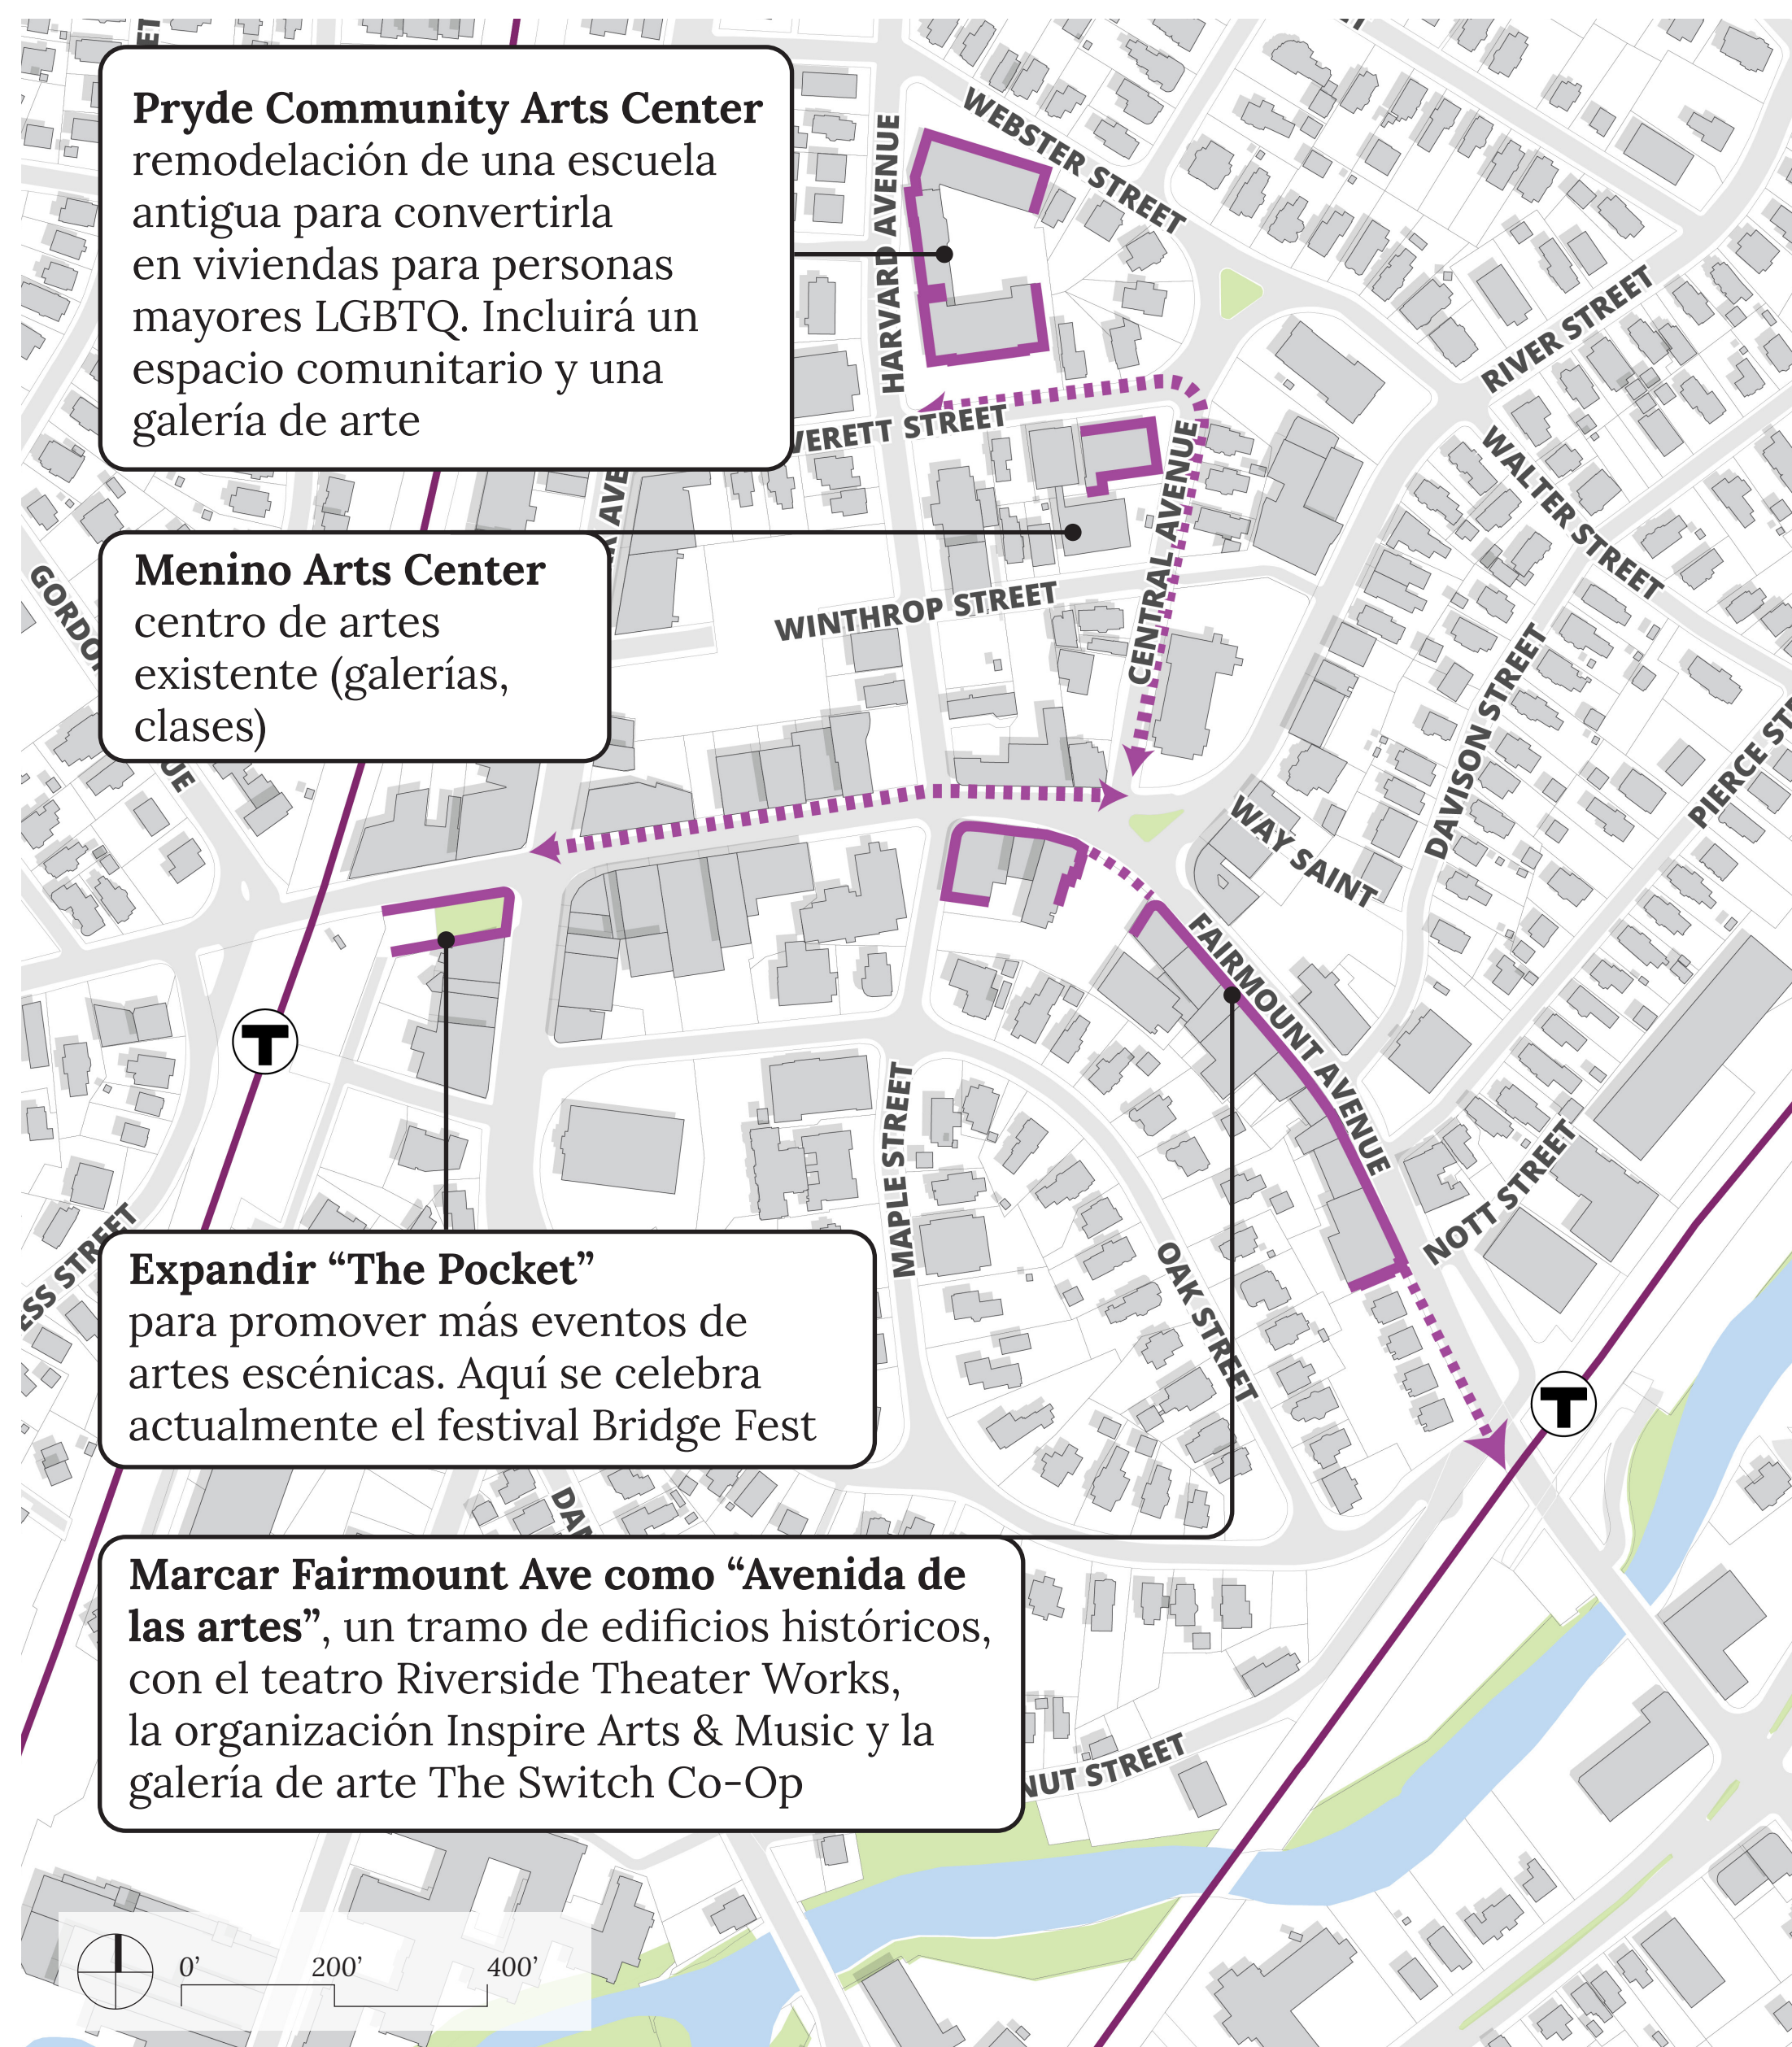 Pryde Community Arts Center
remodelación de una escuela
antigua para convertirla
en viviendas para personas
mayores LGBTQ. Incluirá un
espacio comunitario y una
galería de arte
Menino Arts Center
centro de artes
existente (galerías,
clases)
Expandir “The Pocket”
para promover más eventos de
artes escénicas. Aquí se celebra
actualmente el festival Bridge Fest
Marcar Fairmount Ave como “Avenida de
las artes”, un tramo de edificios históricos,
con el teatro Riverside Theater Works,
la organización Inspire Arts & Music y la
galería de arte The Switch Co-Op
WEBSTER STREET
HARVARD AVENUE
RIVER STREET
VERETT STREET
WALTER STREET
CENTRAL AVENUE
WINTHROP STREET
DAVISON STREET
WAY SAINT
FAIRMOUNT AVENUE
MAPLE STREET
NOTT STREET
OAK STREET
NUT STREET
T
T
0’ 200’ 400’